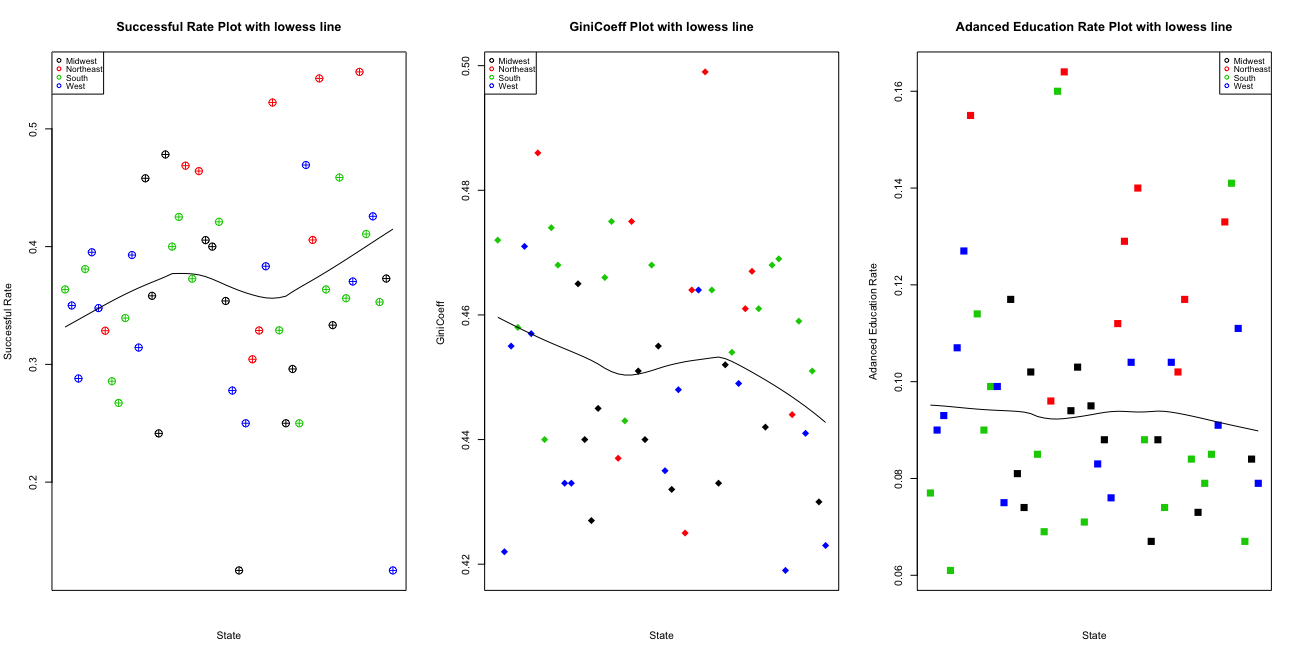 Successful Rate Plot with lowess line
Midwest
Northeast
South
West
0.5
0.4
0.3
0.2
Successful Rate
State
GiniCoeff Plot with lowess line
Midwest
Northeast
South
West
0.50
0.48
0.46
0.44
0.42
GiniCoeff
State
Adanced Education Rate Plot with lowess line
Midwest
Northeast
South
West
0.16
0.14
0.12
0.10
0.08
0.06
Adanced Education Rate
State